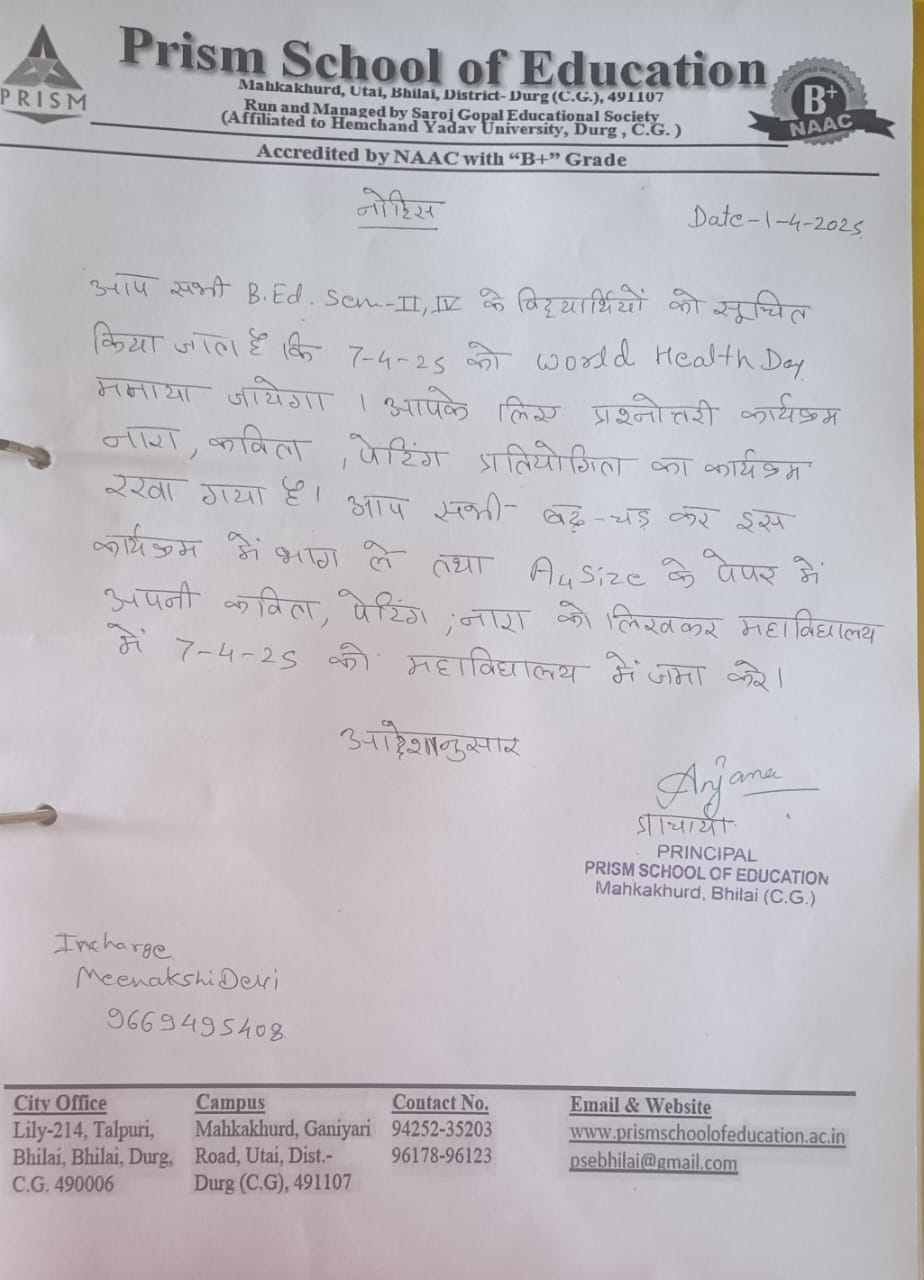 PRISM
Prism School of Education
Mahkakhurd, Utai, Bhilai, District- Durg (C.G.), 491107
Run and Managed by Saroj Gopal Educational Society
(Affiliated to Hemchand Yadav University, Durg , C.G. )
Accredited by NAAC with “B+” Grade
ACCREDITED WITH GRADE
B+
NAAC
नोटिस
Date-1-4-2025
आप सभी B.Ed. Sem-II, IV के विद्यार्थियों को सूचित
किया जाता है कि 7-4-25 को World Health Day
मनाया जायेगा । आपके लिए प्रश्नोत्तरी कार्यक्रम
नारा, कविता, पेटिंग प्रतियोगिता का कार्यक्रम
रखा गया है। आप सभी- बढ़-चढ़ कर इस
कार्यक्रम में भाग ले तथा A4 Size के पेपर में
अपनी कविता, पेटिंग, नारा को लिखकर महाविद्यालय
में 7-4-25 को महाविद्यालय में जमा करे।
आदेशानुसार
Anjana
प्राचार्या
PRINCIPAL
PRISM SCHOOL OF EDUCATION
Mahkakhurd, Bhilai (C.G.)
Incharge
Meenakshi Devi
9669495408
City Office
Lily-214, Talpuri,
Bhilai, Bhilai, Durg,
C.G. 490006
Campus
Mahkakhurd, Ganiyari
Road, Utai, Dist.-
Durg (C.G), 491107
Contact No.
94252-35203
96178-96123
Email & Website
www.prismschoolofeducation.ac.in
psebhilai@gmail.com